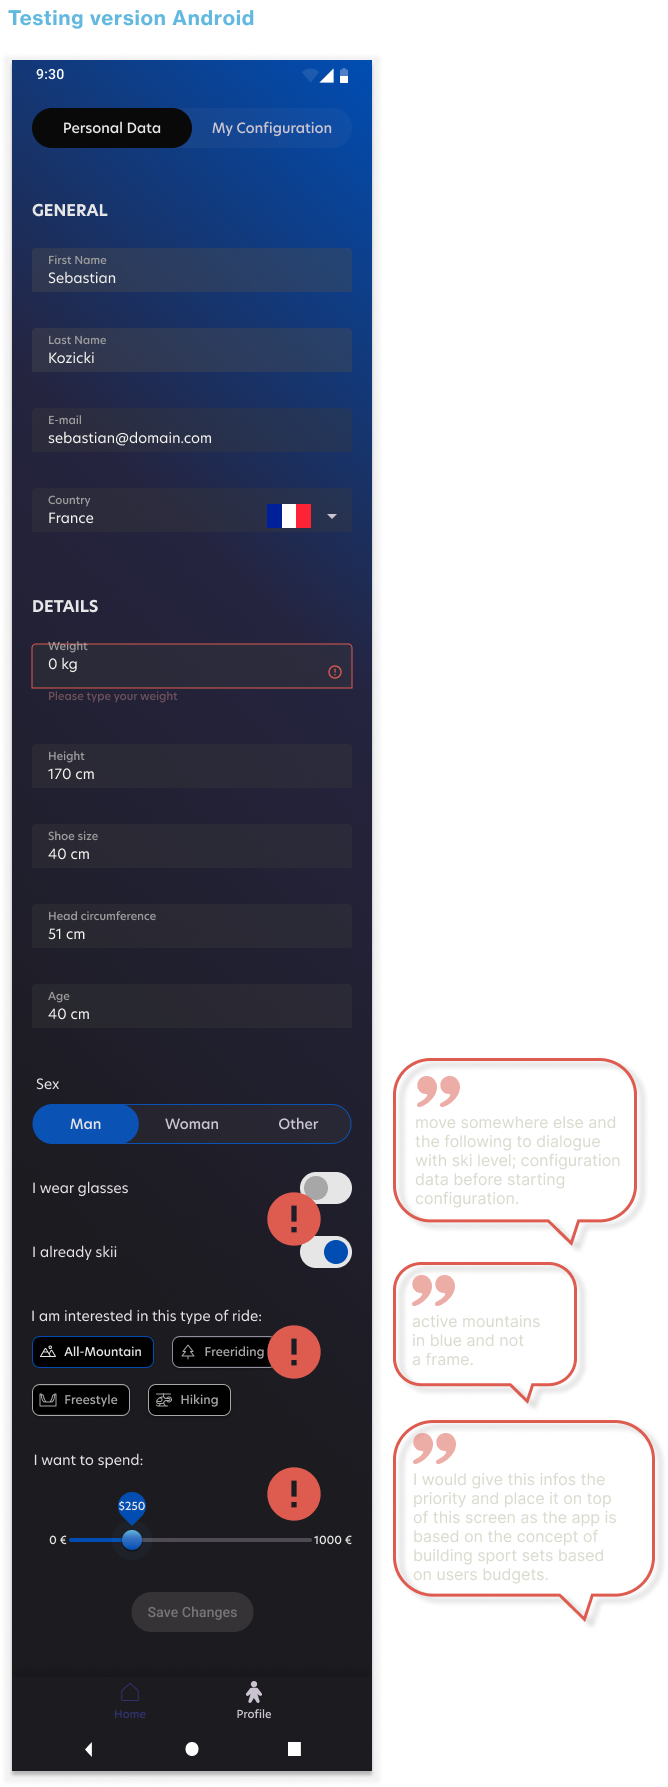 Testing version Android
9:30
Personal Data
My Configuration
GENERAL
First Name
Sebastian
Last Name
Kozicki
E-mail
sebastian@domain.com
Country
France
DETAILS
Weight
0 kg
Please type your weight
Height
170 cm
Shoe size
40 cm
Head circumference
51 cm
Age
40 cm
Sex
Man
Woman
Other
I wear glasses
I already skii
I am interested in this type of ride:
All-Mountain
Freeriding
Freestyle
Hiking
I want to spend:
$250
0 €
1000 €
Save Changes
Home
Profile
move somewhere else and
the following to dialogue
with ski level; configuration
data before starting
configuration.
active mountains
in blue and not
a frame.
I would give this infos the
priority and place it on top
of this screen as the app is
based on the concept of
building sport sets based
on users budgets.